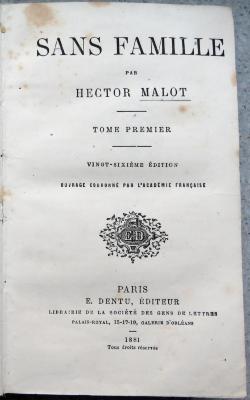 SANS FAMILLE
PAR
HECTOR MALOT
TOME PREMIER
VINGT-SIXIÈME ÉDITION
OUVRAGE COURONNÉ PAR L'ACADÉMIE FRANÇAISE
ED
PARIS
E. DENTU, ÉDITEUR
LIBRAIRIE DE LA SOCIÉTÉ DES GENS DE LETTRES
PALAIS-ROYAL, 15-17-19, GALERIE D'ORLÉANS
1881
Tous droits réservés